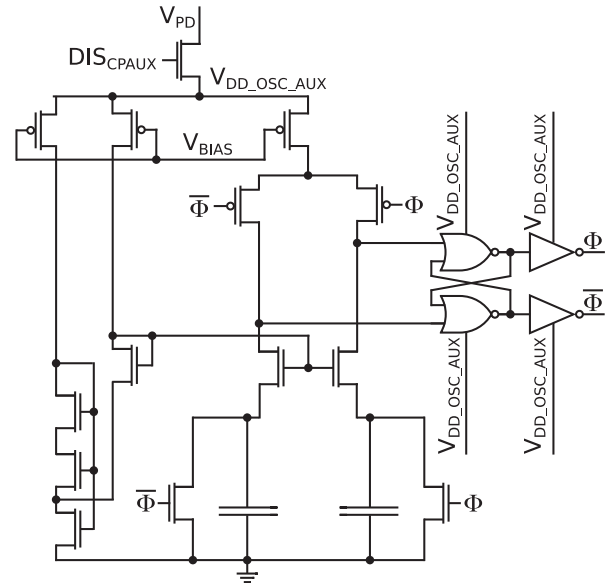 V_PD
DIS_CPAUX
V_DD_OSC_AUX
V_BIAS
Φ̅
Φ
V_DD_OSC_AUX
V_DD_OSC_AUX
Φ
Φ̅
V_DD_OSC_AUX
V_DD_OSC_AUX
Φ̅
Φ